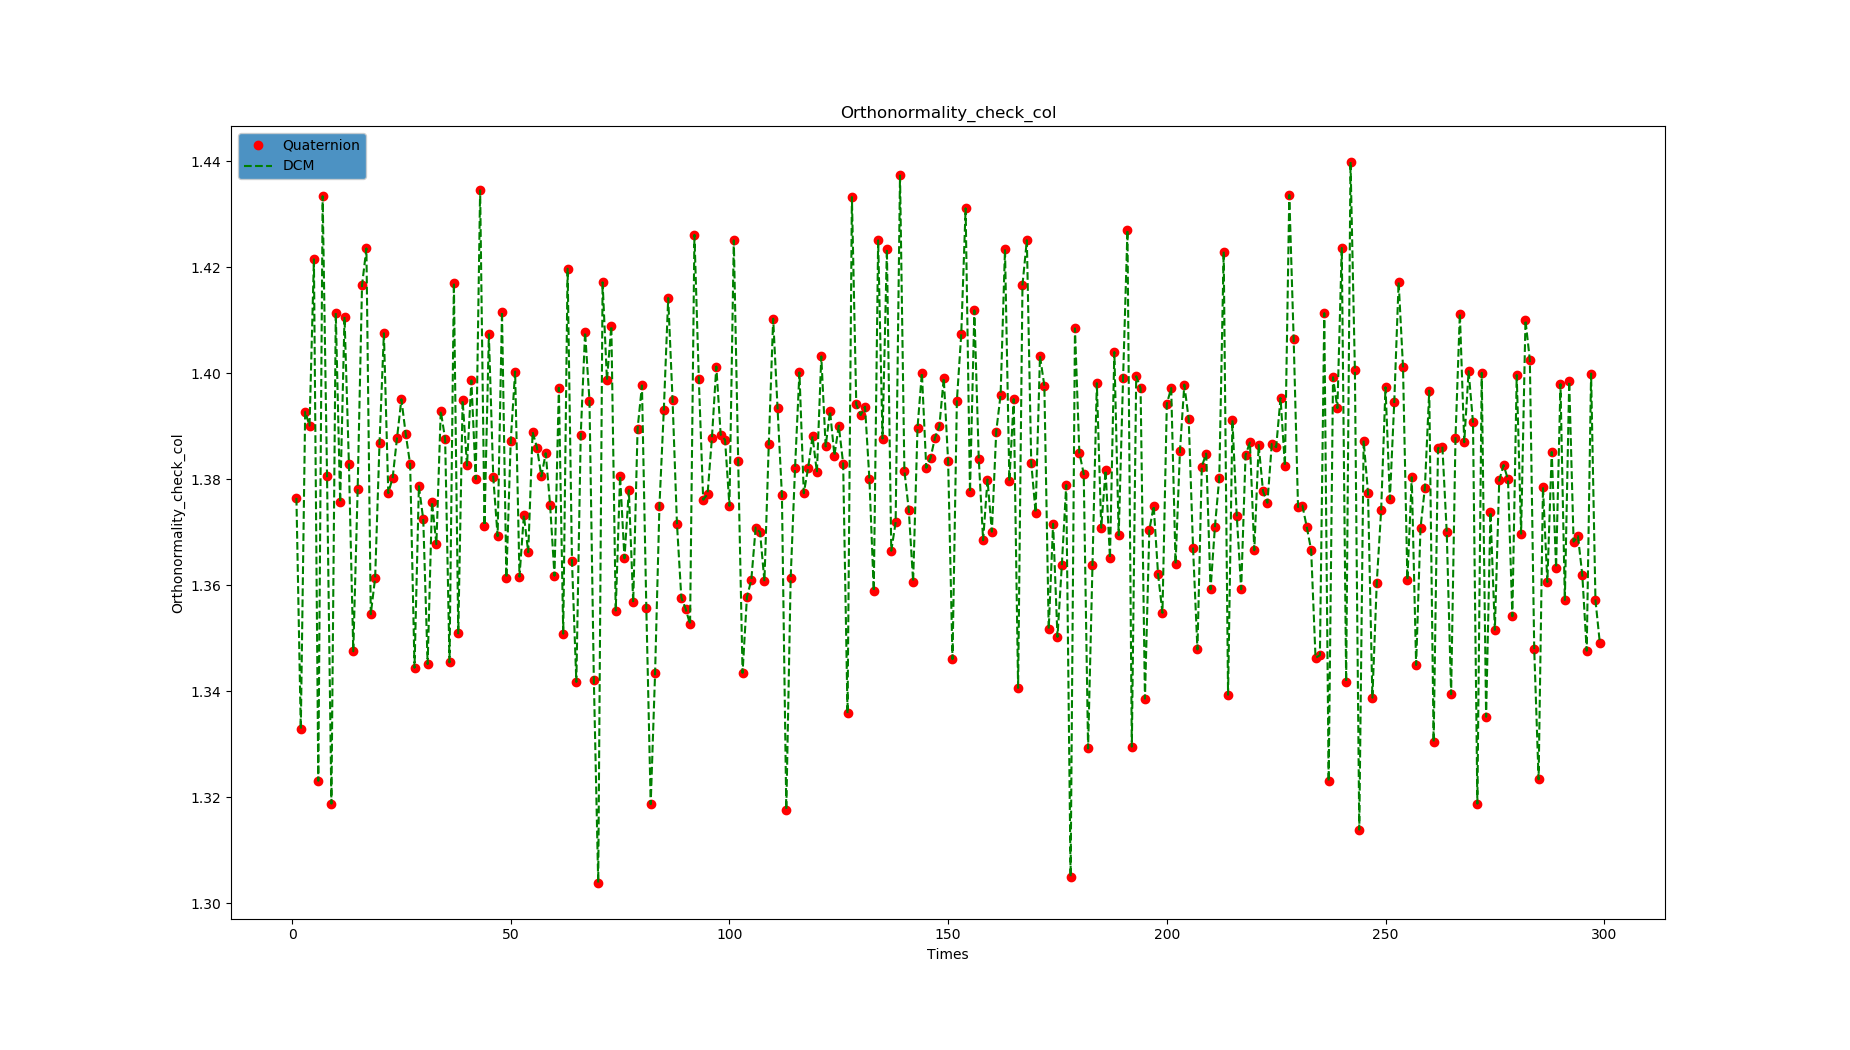 Orthonormality_check_col
Quaternion
DCM
1.44
1.42
1.40
1.38
1.36
1.34
1.32
1.30
Orthonormality_check_col
0 50 100 150 200 250 300
Times